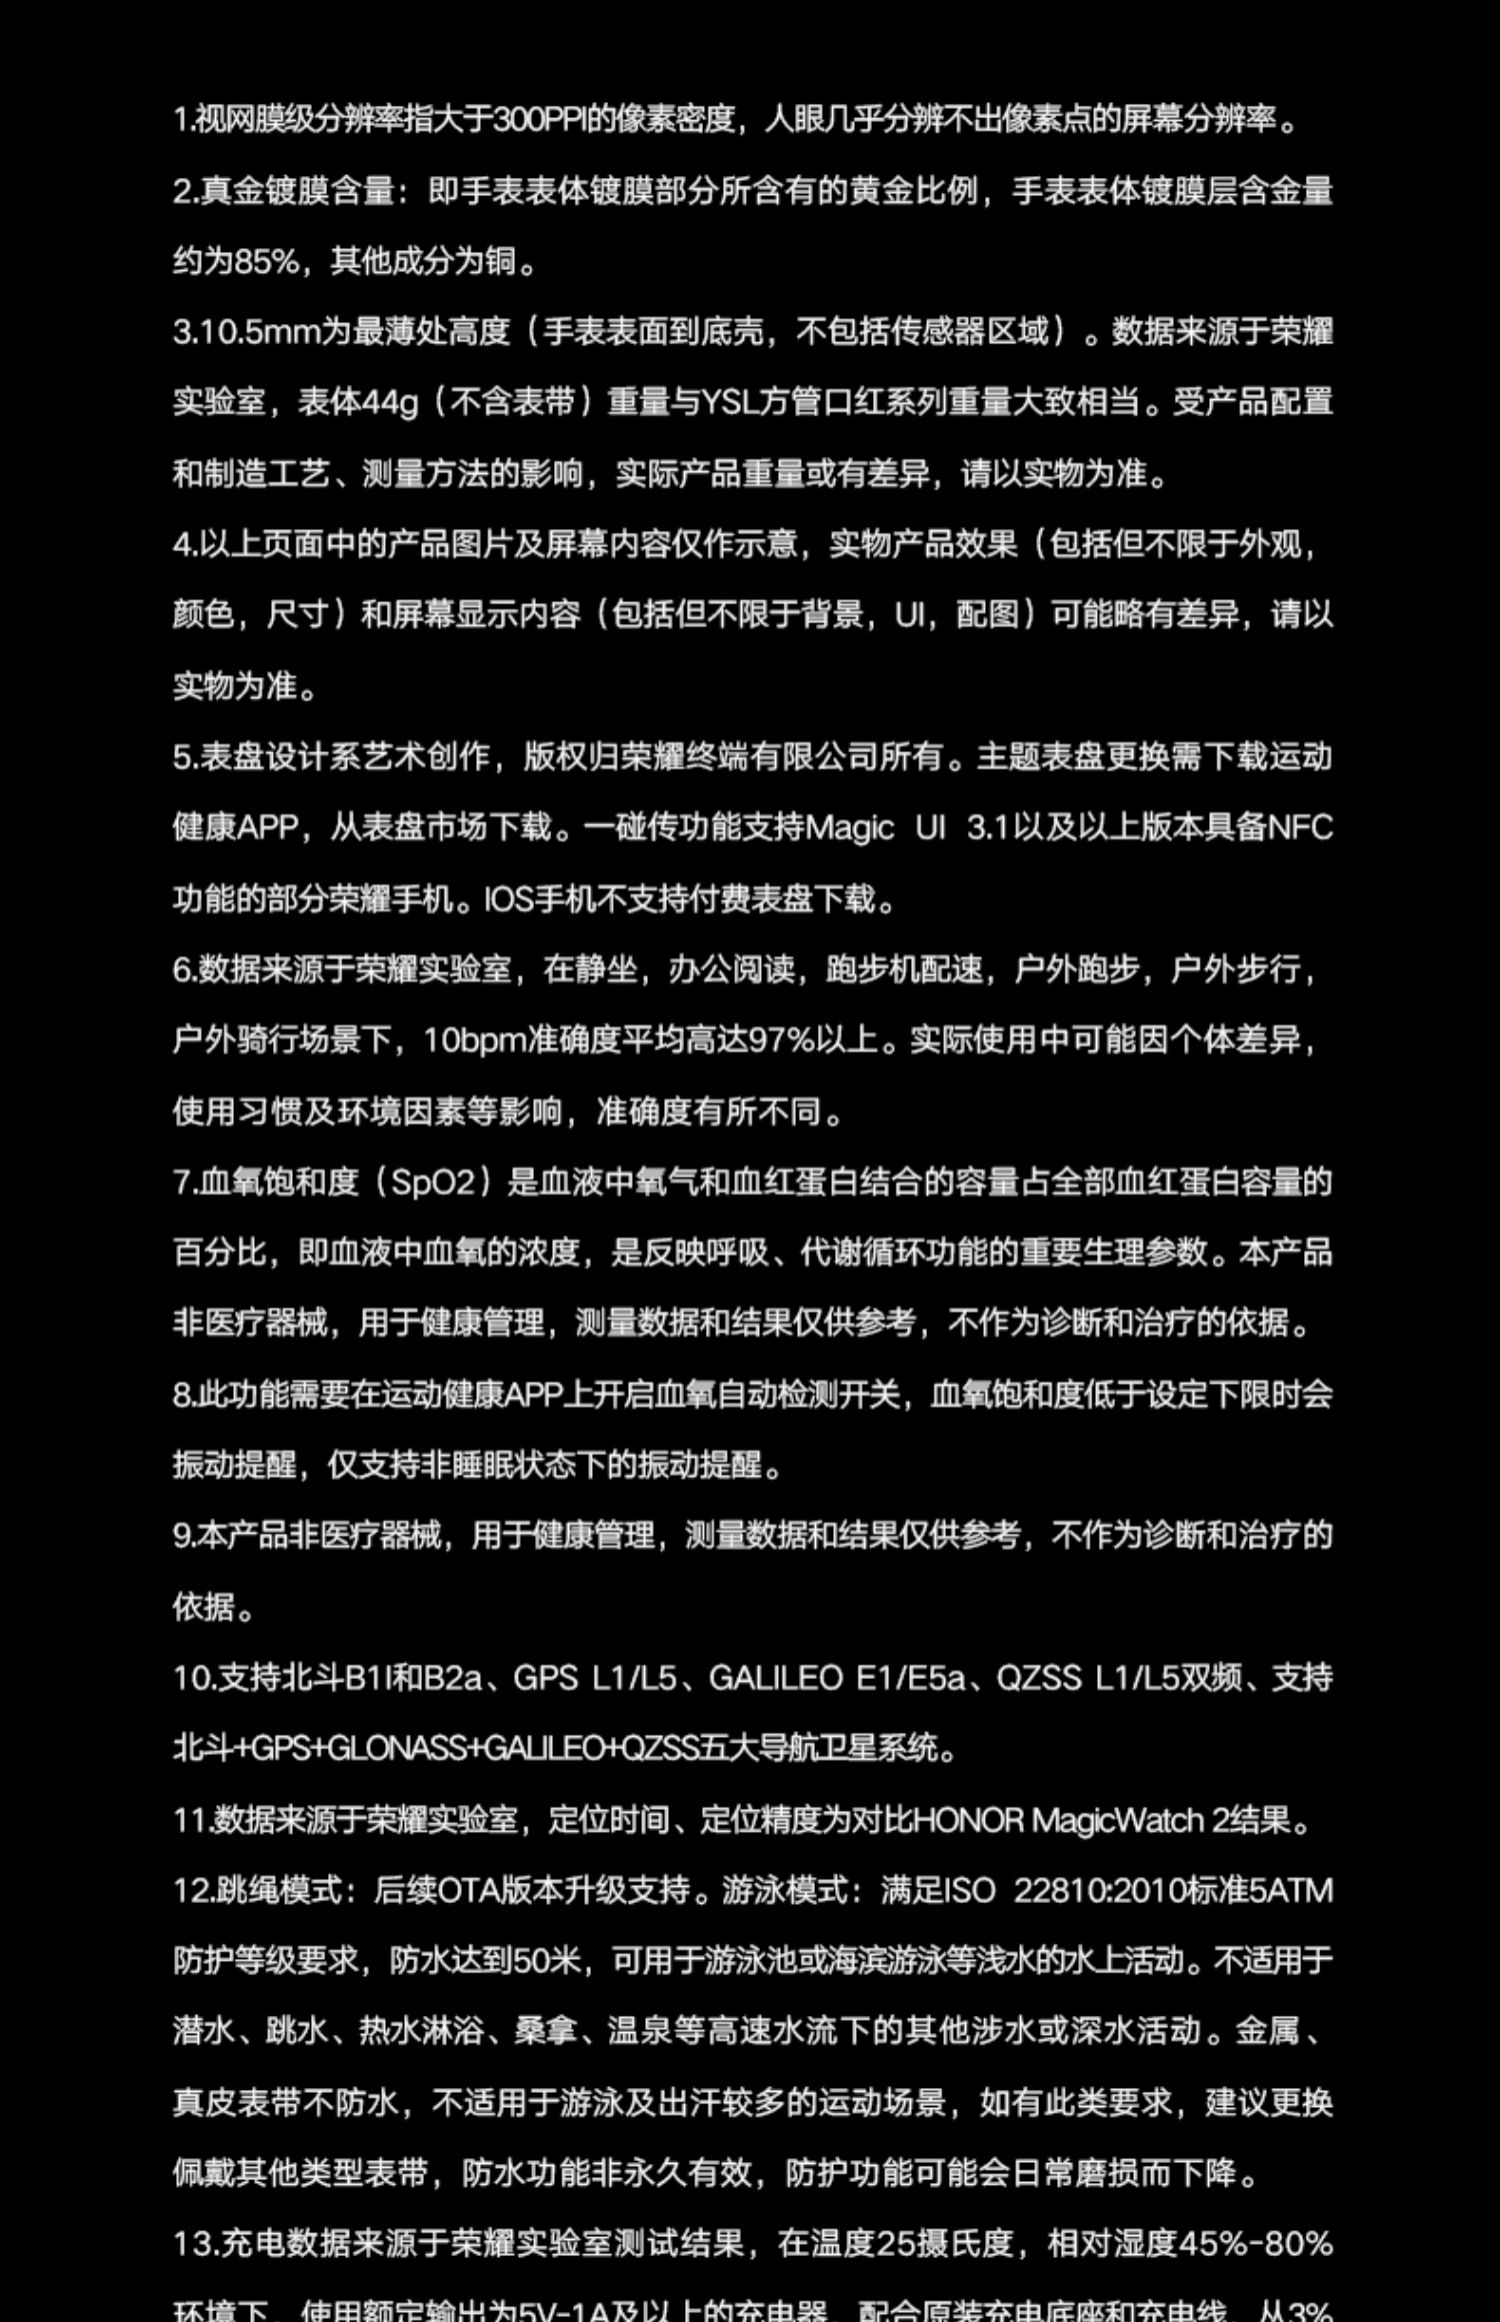 1.视网膜级分辨率指大于300PPI的像素密度，人眼几乎分辨不出像素点的屏幕分辨率。
2.真金镀膜含量：即手表表体镀膜部分所含有的黄金比例，手表表体镀膜层含金量
约为85%，其他成分为铜。
3.10.5mm为最薄处高度（手表表面到底壳，不包括传感器区域）。数据来源于荣耀
实验室，表体44g（不含表带）重量与YSL方管口红系列重量大致相当。受产品配置
和制造工艺、测量方法的影响，实际产品重量或有差异，请以实物为准。
4.以上页面中的产品图片及屏幕内容仅作示意，实物产品效果（包括但不限于外观，
颜色，尺寸）和屏幕显示内容（包括但不限于背景，UI，配图）可能略有差异，请以
实物为准。
5.表盘设计系艺术创作，版权归荣耀终端有限公司所有。主题表盘更换需下载运动
健康APP，从表盘市场下载。一碰传功能支持Magic UI 3.1以及以上版本具备NFC
功能的部分荣耀手机。IOS手机不支持付费表盘下载。
6.数据来源于荣耀实验室，在静坐，办公阅读，跑步机配速，户外跑步，户外步行，
户外骑行场景下，10bpm准确度平均高达97%以上。实际使用中可能因个体差异，
使用习惯及环境因素等影响，准确度有所不同。
7.血氧饱和度（SpO2）是血液中氧气和血红蛋白结合的容量占全部血红蛋白容量的
百分比，即血液中血氧的浓度，是反映呼吸、代谢循环功能的重要生理参数。本产品
非医疗器械，用于健康管理，测量数据和结果仅供参考，不作为诊断和治疗的依据。
8.此功能需要在运动健康APP上开启血氧自动检测开关，血氧饱和度低于设定下限时会
振动提醒，仅支持非睡眠状态下的振动提醒。
9.本产品非医疗器械，用于健康管理，测量数据和结果仅供参考，不作为诊断和治疗的
依据。
10.支持北斗B1I和B2a、GPS L1/L5、GALILEO E1/E5a、QZSS L1/L5双频、支持
北斗+GPS+GLONASS+GALILEO+QZSS五大导航卫星系统。
11.数据来源于荣耀实验室，定位时间、定位精度为对比HONOR MagicWatch 2结果。
12.跳绳模式：后续OTA版本升级支持。游泳模式：满足ISO 22810:2010标准5ATM
防护等级要求，防水达到50米，可用于游泳池或海滨游泳等浅水的水上活动。不适用于
潜水、跳水、热水淋浴、桑拿、温泉等高速水流下的其他涉水或深水活动。金属、
真皮表带不防水，不适用于游泳及出汗较多的运动场景，如有此类要求，建议更换
佩戴其他类型表带，防水功能非永久有效，防护功能可能会日常磨损而下降。
13.充电数据来源于荣耀实验室测试结果，在温度25摄氏度，相对湿度45%-80%
环境下，使用额定输出为5V-1A及以上的充电器，配合原装充电底座和充电线，从3%